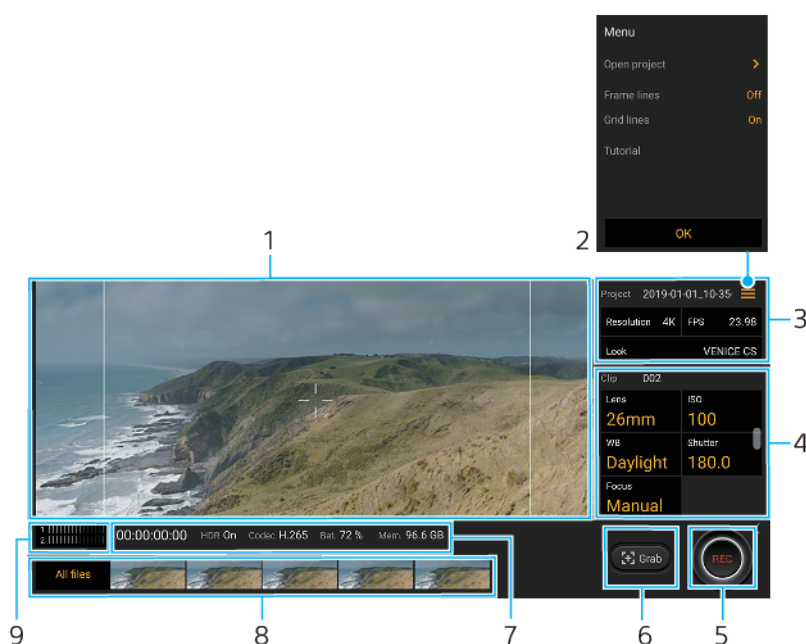 Menu
Open project >
Frame lines Off
Grid lines On
Tutorial
OK
1
2
Project 2019-01-01_10-35-
3
Resolution 4K FPS 23.98
Look VENICE CS
Clip 002
Lens ISO
26mm 100
WB Shutter
4
Daylight 180.0
Focus
Manual
1
2
00:00:00:00 HDR On Codec H.265 Bat. 72 % Mem. 96.6 GB
Grab
REC
All files
9
8
7
6
5